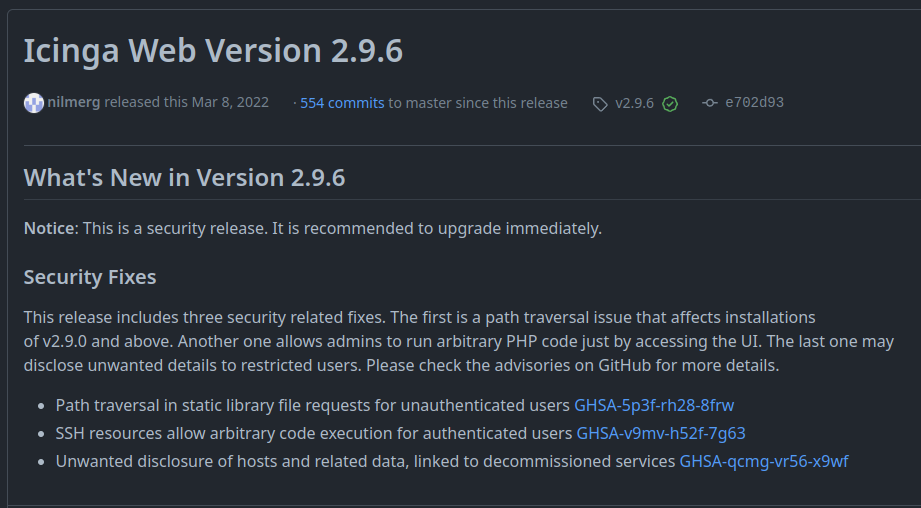 Icinga Web Version 2.9.6
nilmerg released this Mar 8, 2022 · 554 commits to master since this release v2.9.6 e702d93
What's New in Version 2.9.6
Notice: This is a security release. It is recommended to upgrade immediately.
Security Fixes
This release includes three security related fixes. The first is a path traversal issue that affects installations
of v2.9.0 and above. Another one allows admins to run arbitrary PHP code just by accessing the UI. The last one may
disclose unwanted details to restricted users. Please check the advisories on GitHub for more details.
• Path traversal in static library file requests for unauthenticated users GHSA-5p3f-rh28-8frw
• SSH resources allow arbitrary code execution for authenticated users GHSA-v9mv-h52f-7g63
• Unwanted disclosure of hosts and related data, linked to decommissioned services GHSA-qcmg-vr56-x9wf